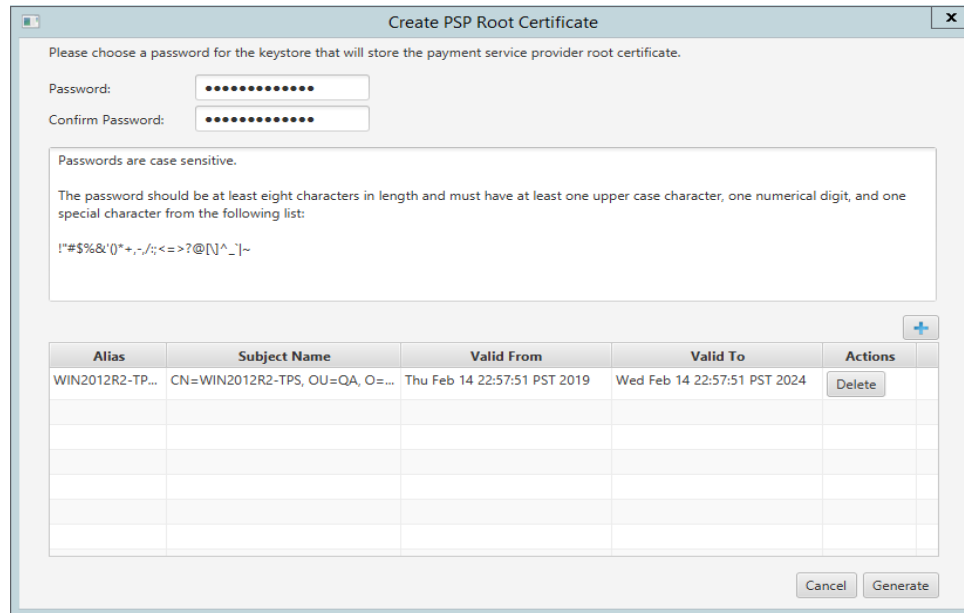 Create PSP Root Certificate
x
Please choose a password for the keystore that will store the payment service provider root certificate.
Password: •••••••••••••
Confirm Password: •••••••••••••
Passwords are case sensitive.
The password should be at least eight characters in length and must have at least one upper case character, one numerical digit, and one
special character from the following list:
!"#$%&'()*+,-,/:;<=>?@[\]^_`|~
+
Alias Subject Name Valid From Valid To Actions
WIN2012R2-TP... CN=WIN2012R2-TPS, OU=QA, O=... Thu Feb 14 22:57:51 PST 2019 Wed Feb 14 22:57:51 PST 2024 Delete
Cancel Generate